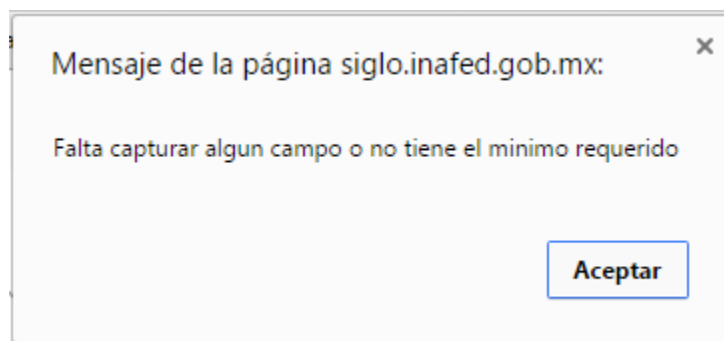 Mensaje de la página siglo.inafed.gob.mx:
Falta capturar algun campo o no tiene el minimo requerido
Aceptar